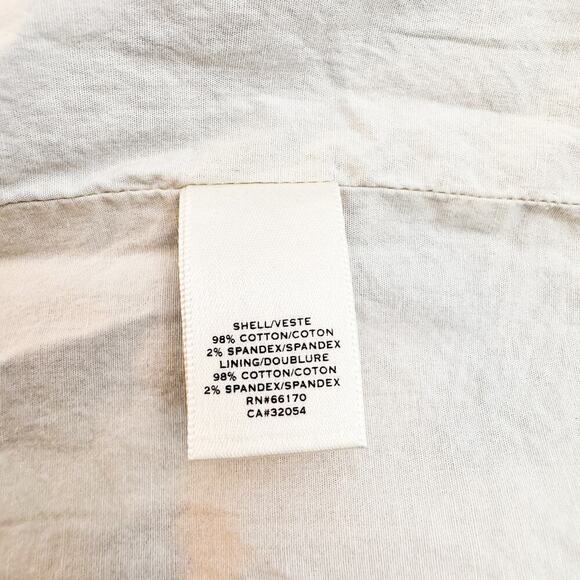 SHELL/VESTE
98% COTTON/COTON
2% SPANDEX/SPANDEX
LINING/DOUBLURE
98% COTTON/COTON
2% SPANDEX/SPANDEX
RN#66170
CA#32054